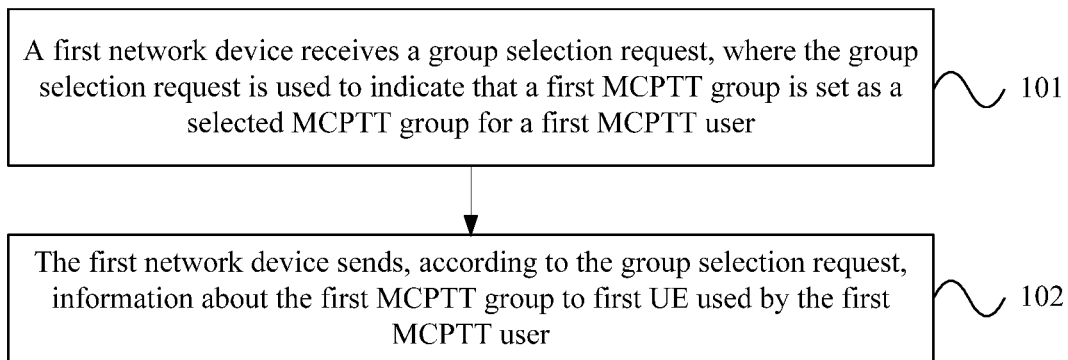 A first network device receives a group selection request, where the group
selection request is used to indicate that a first MCPTT group is set as a
selected MCPTT group for a first MCPTT user
101
The first network device sends, according to the group selection request,
information about the first MCPTT group to first UE used by the first
MCPTT user
102